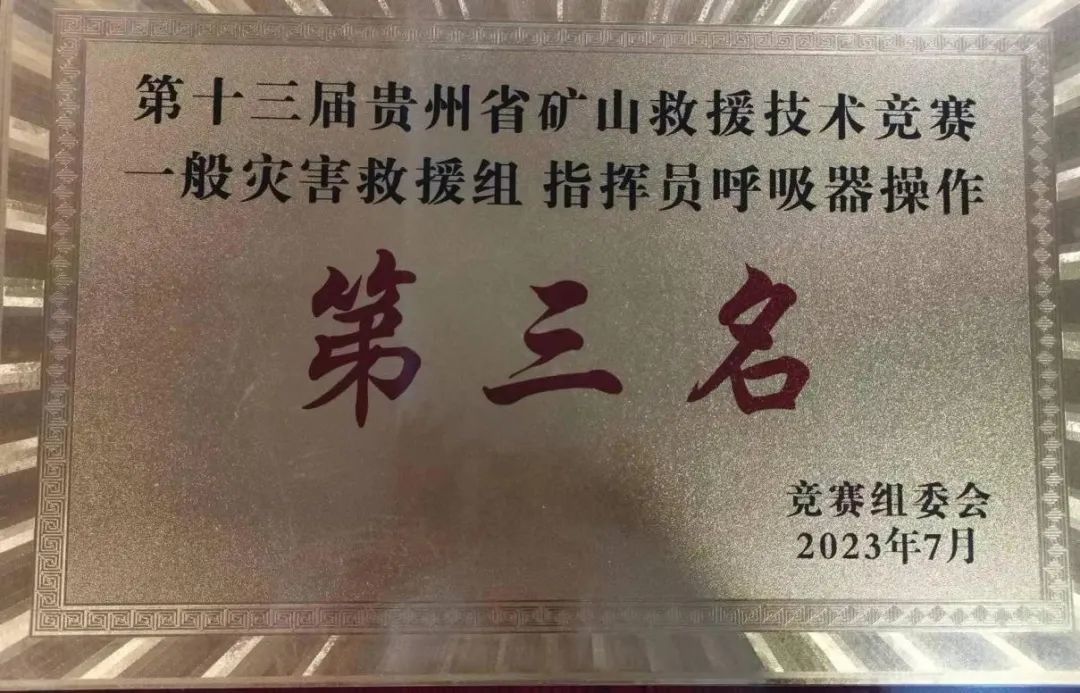 第十三届贵州省矿山救援技术竞赛
一般灾害救援组 指挥员呼吸器操作
第三名
竞赛组委会
2023年7月